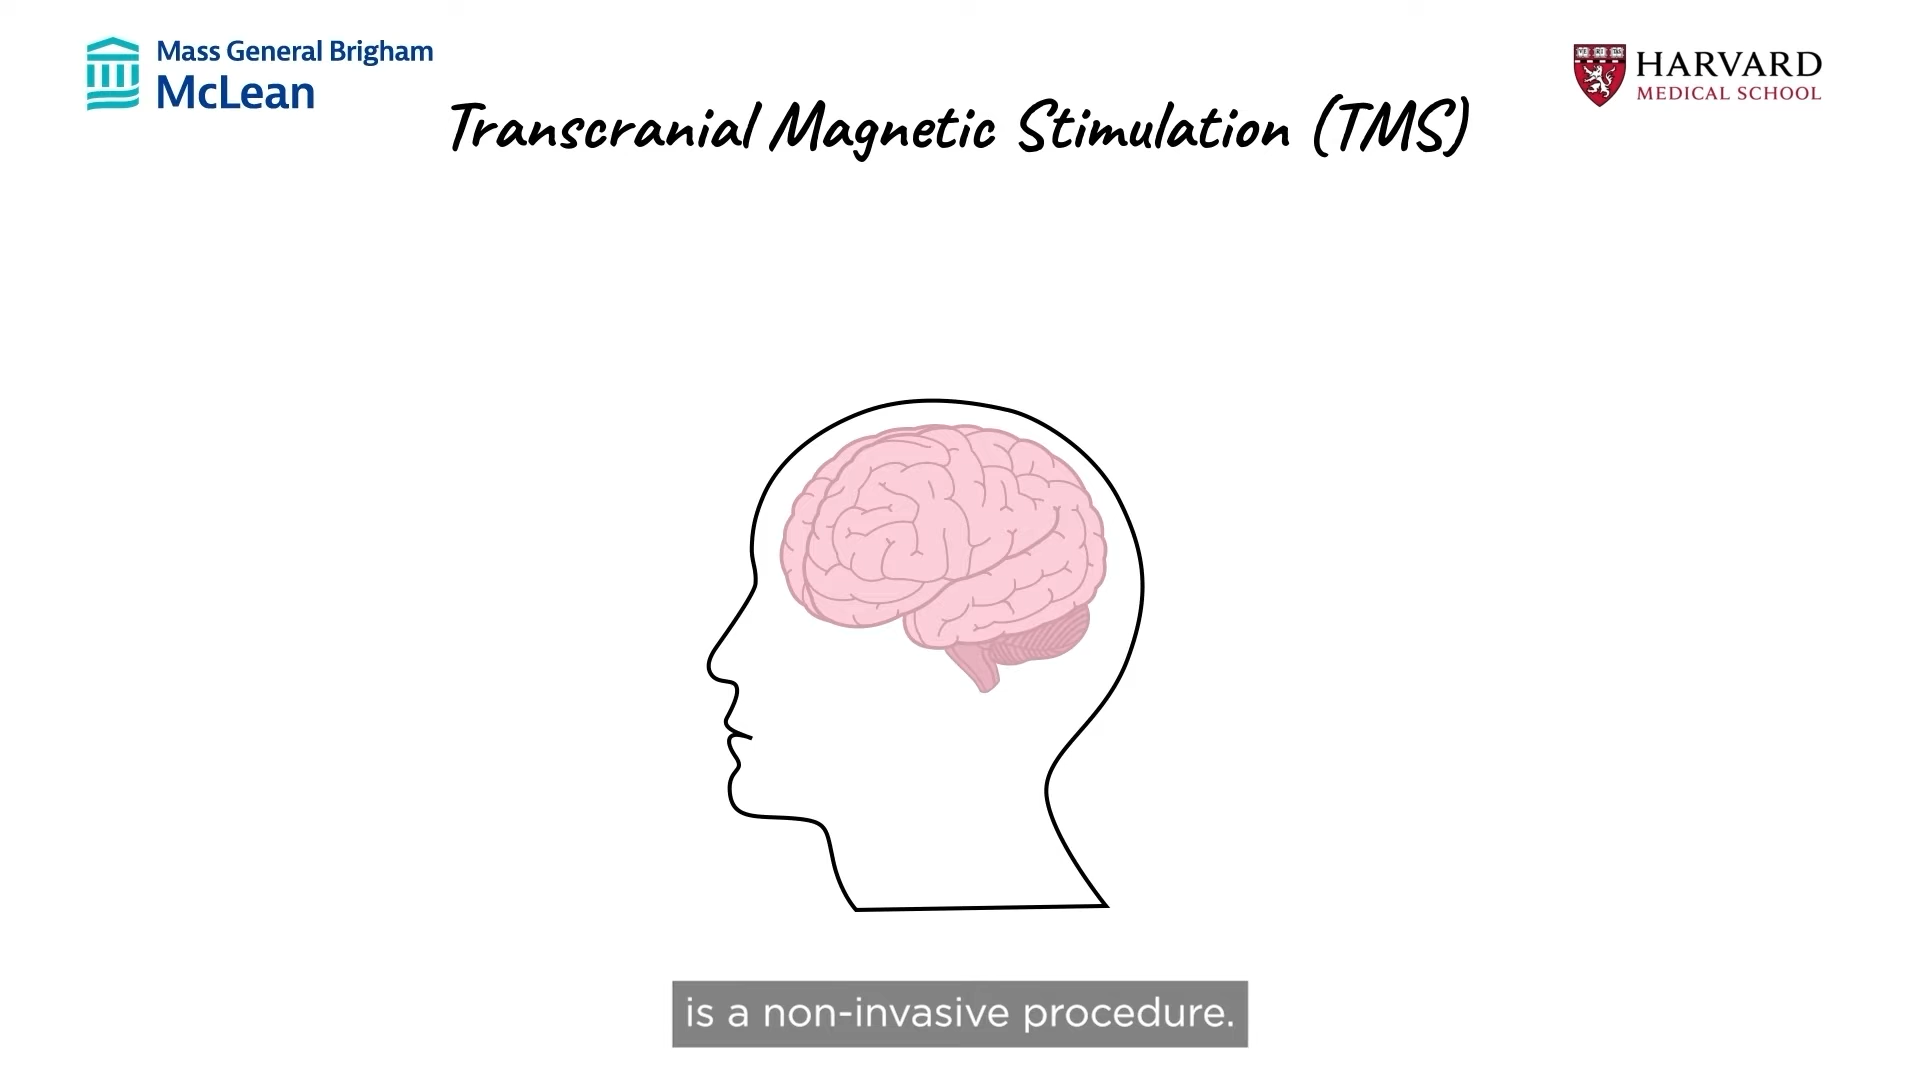 Mass General Brigham
McLean
HARVARD
MEDICAL SCHOOL
Transcranial Magnetic Stimulation (TMS)
is a non-invasive procedure.